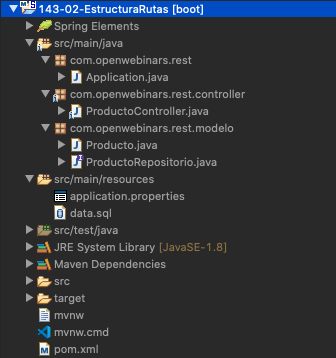 143-02-EstructuraRutas [boot]
Spring Elements
src/main/java
com.openwebinars.rest
Application.java
com.openwebinars.rest.controller
ProductoController.java
com.openwebinars.rest.modelo
Producto.java
ProductoRepositorio.java
src/main/resources
application.properties
data.sql
src/test/java
JRE System Library [JavaSE-1.8]
Maven Dependencies
src
target
mvnw
mvnw.cmd
pom.xml